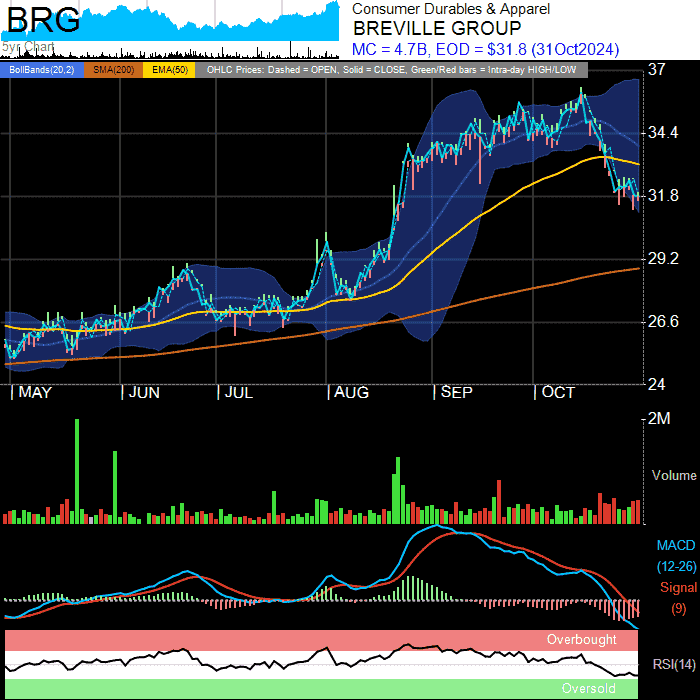 BRG
5yr Chart
Consumer Durables & Apparel
BREVILLE GROUP
MC = 4.7B, EOD = $31.8 (31Oct2024)
BollBands(20,2) SMA(200) EMA(50) OHLC Prices: Dashed = OPEN, Solid = CLOSE, Green/Red bars = Intra-day HIGH/LOW
37
34.4
31.8
29.2
26.6
24
MAY JUN JUL AUG SEP OCT
2M
Volume
MACD
(12-26)
Signal
(9)
Overbought
RSI(14)
Oversold